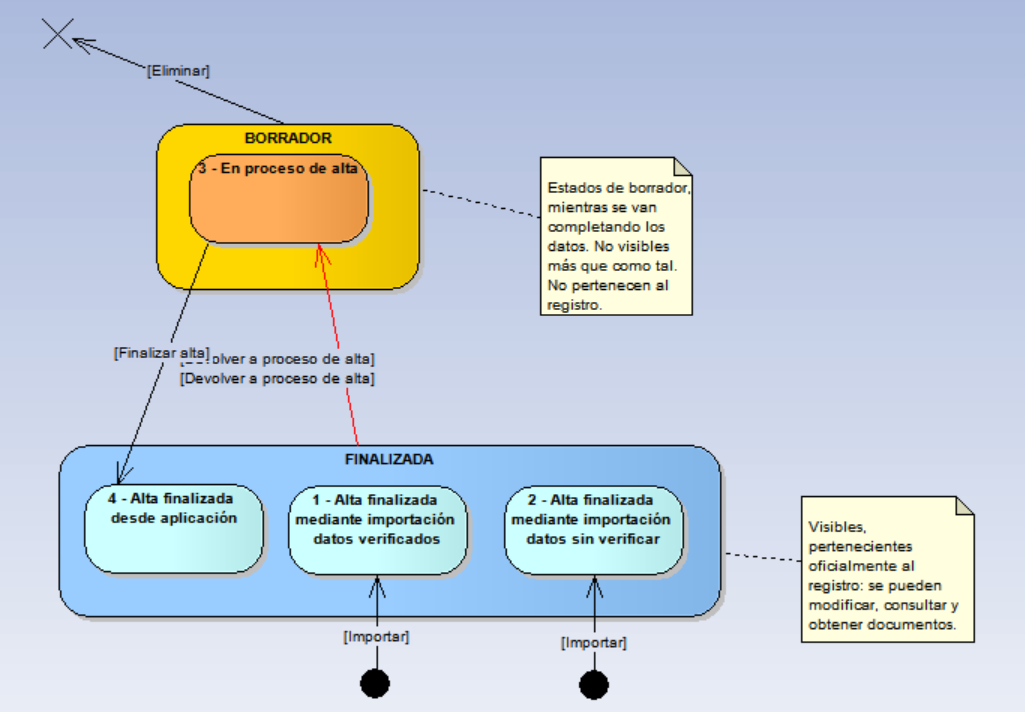 [Eliminar]
BORRADOR
3 - En proceso de alta
Estados de borrador,
mientras se van
completando los
datos. No visibles
más que como tal.
No pertenecen al
registro.
[Finalizar alta]
olver a proceso de alta]
[Devolver a proceso de alta]
FINALIZADA
4 - Alta finalizada
desde aplicación
1 - Alta finalizada
mediante importación
datos verificados
2 - Alta finalizada
mediante importación
datos sin verificar
Visibles,
pertenecientes
oficialmente al
registro: se pueden
modificar, consultar y
obtener documentos.
[Importar]
[Importar]